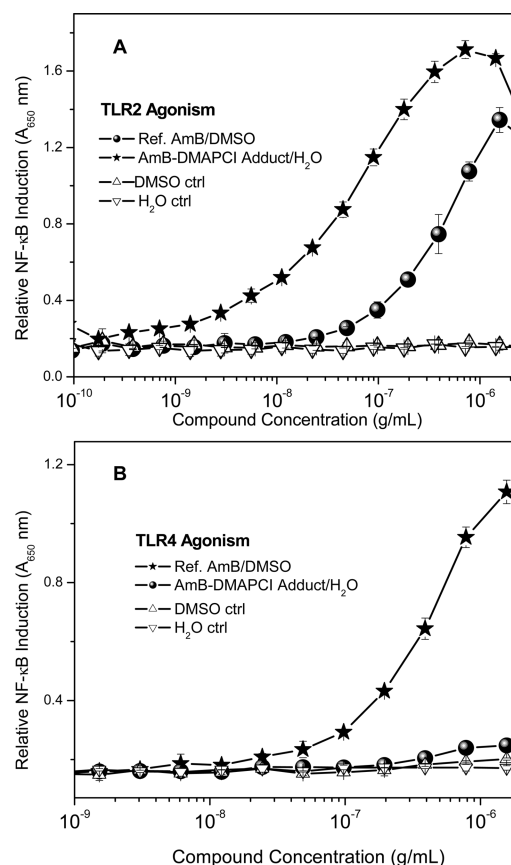 A
1.6
1.2
0.8
0.4
0.0
Relative NF-κB Induction (A650 nm)
TLR2 Agonism
Ref. AmB/DMSO
AmB-DMAPCI Adduct/H2O
DMSO ctrl
H2O ctrl
10-10 10-9 10-8 10-7 10-6
Compound Concentration (g/mL)
B
1.2
0.8
0.4
Relative NF-κB Induction (A650 nm)
TLR4 Agonism
Ref. AmB/DMSO
AmB-DMAPCI Adduct/H2O
DMSO ctrl
H2O ctrl
10-9 10-8 10-7 10-6
Compound Concentration (g/mL)